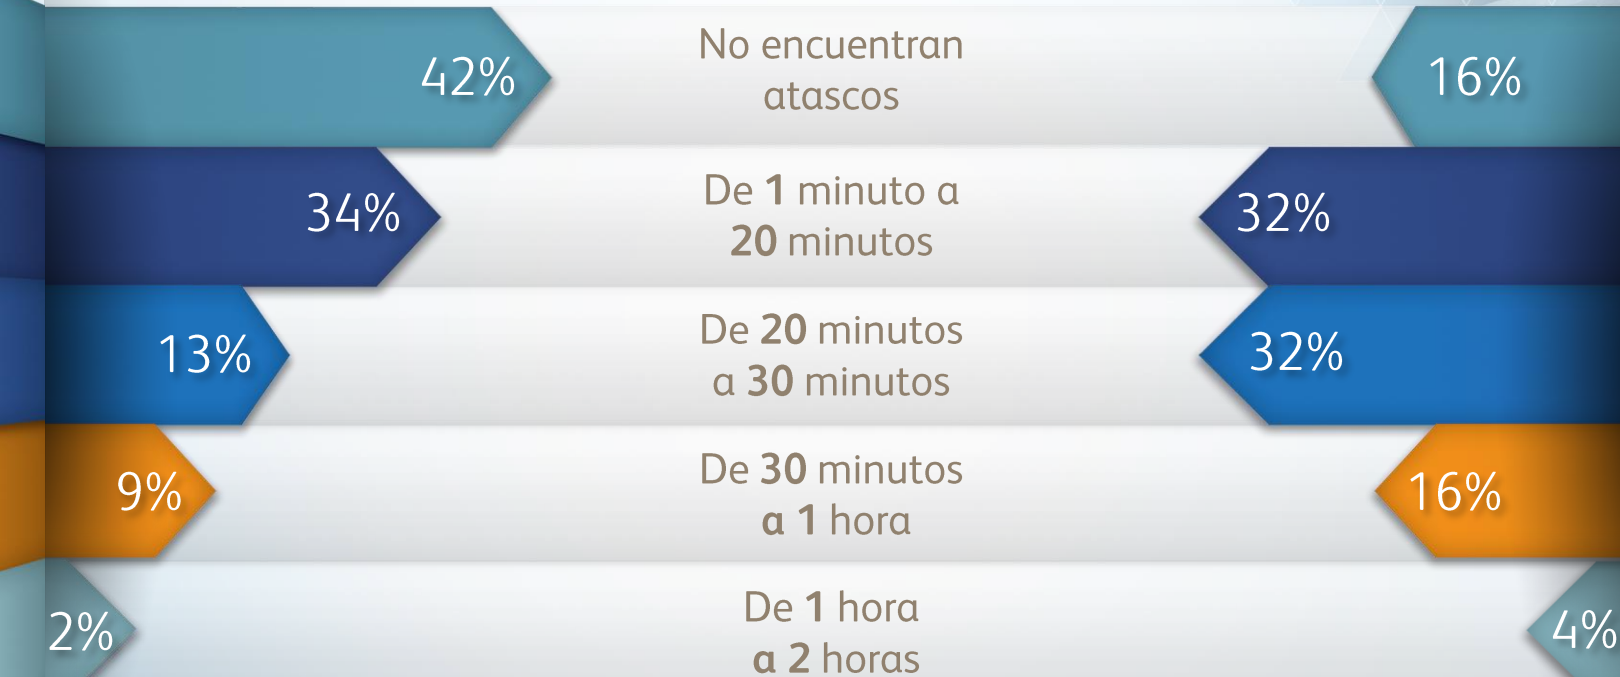 42%
No encuentran
atascos
16%
34%
De 1 minuto a
20 minutos
32%
13%
De 20 minutos
a 30 minutos
32%
9%
De 30 minutos
a 1 hora
16%
2%
De 1 hora
a 2 horas
4%